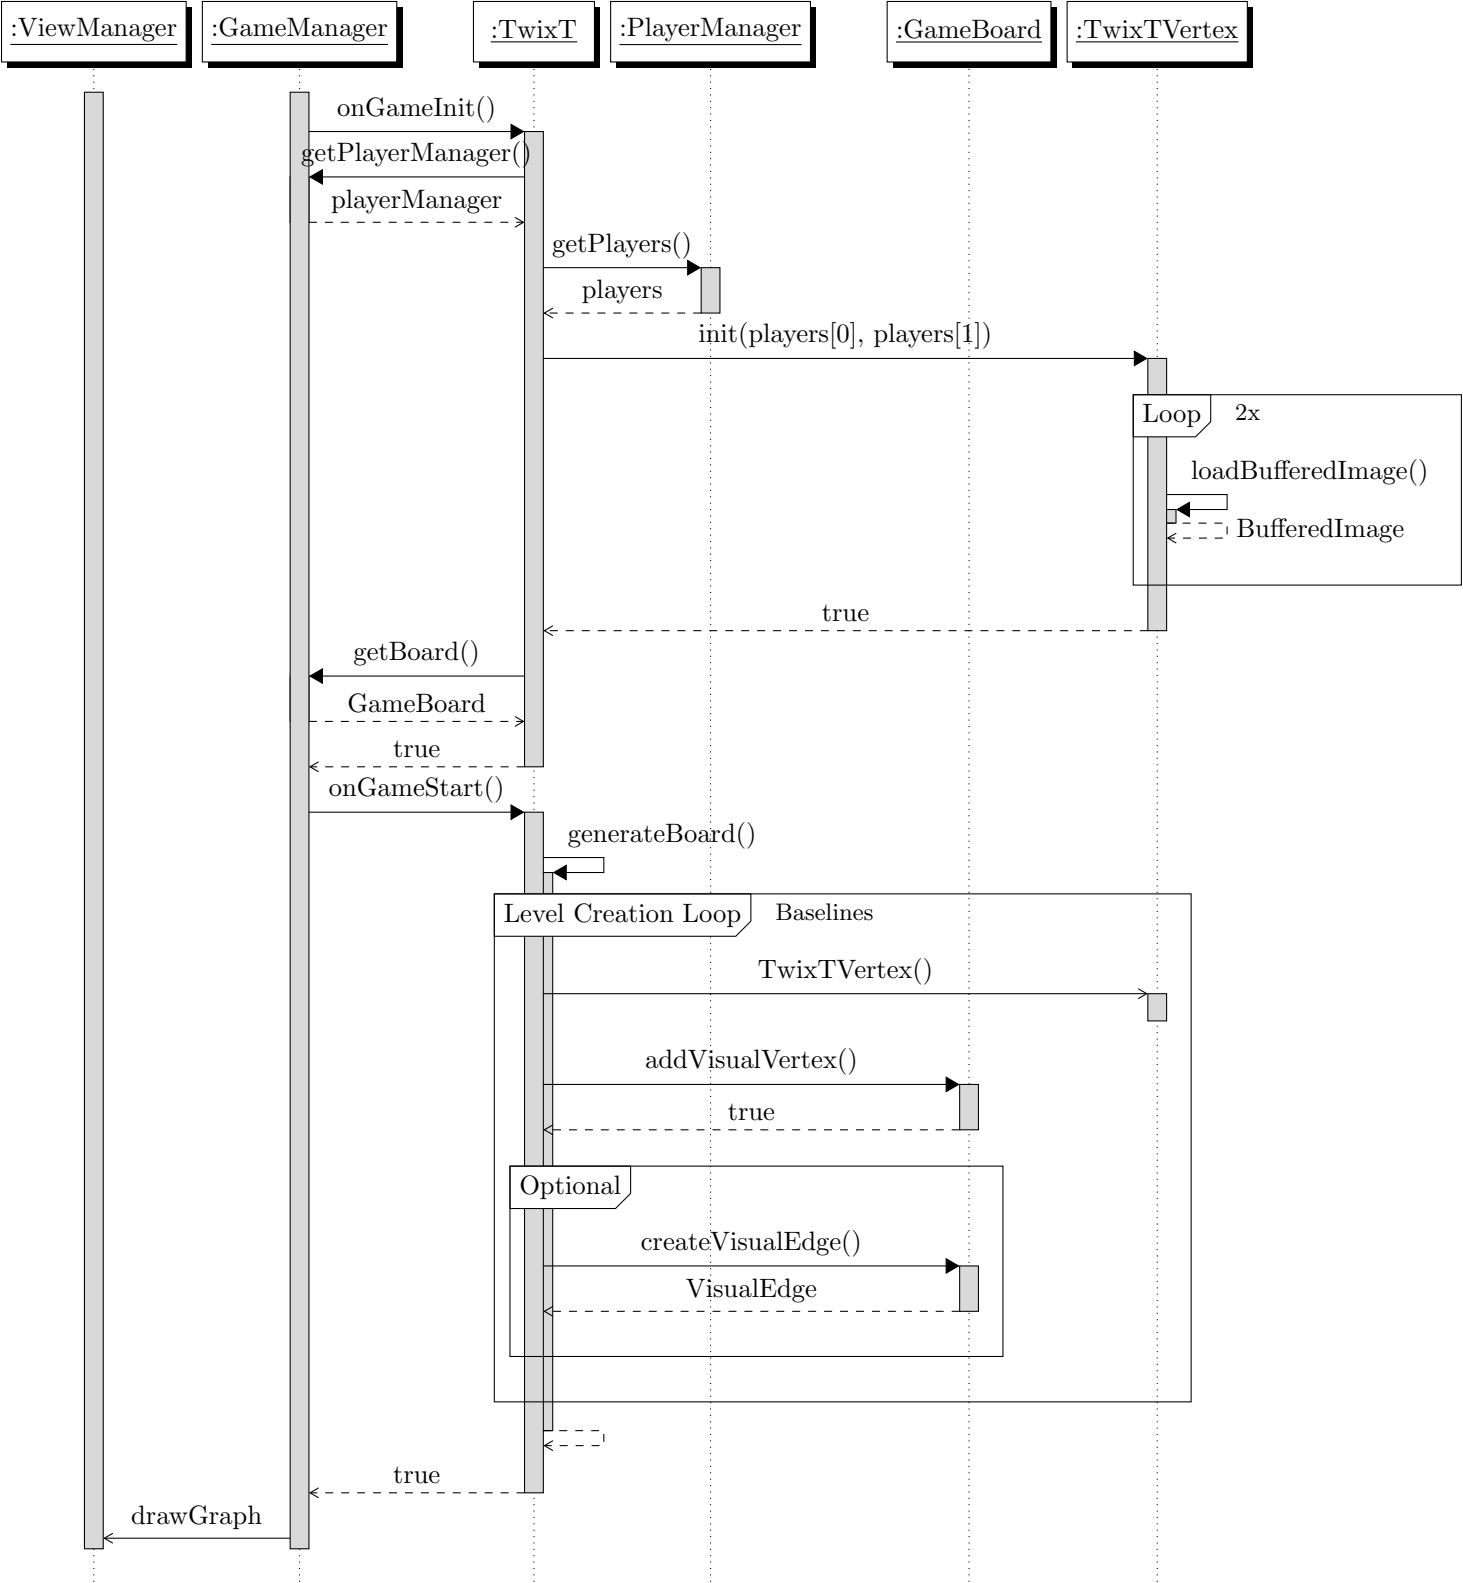 :ViewManager
:GameManager
:TwixT
:PlayerManager
:GameBoard
:TwixTVertex
onGameInit()
getPlayerManager()
playerManager
getPlayers()
players
init(players[0], players[1])
Loop
2x
loadBufferedImage()
BufferedImage
true
getBoard()
GameBoard
true
onGameStart()
generateBoard()
Level Creation Loop
Baselines
TwixTVertex()
addVisualVertex()
true
Optional
createVisualEdge()
VisualEdge
true
drawGraph